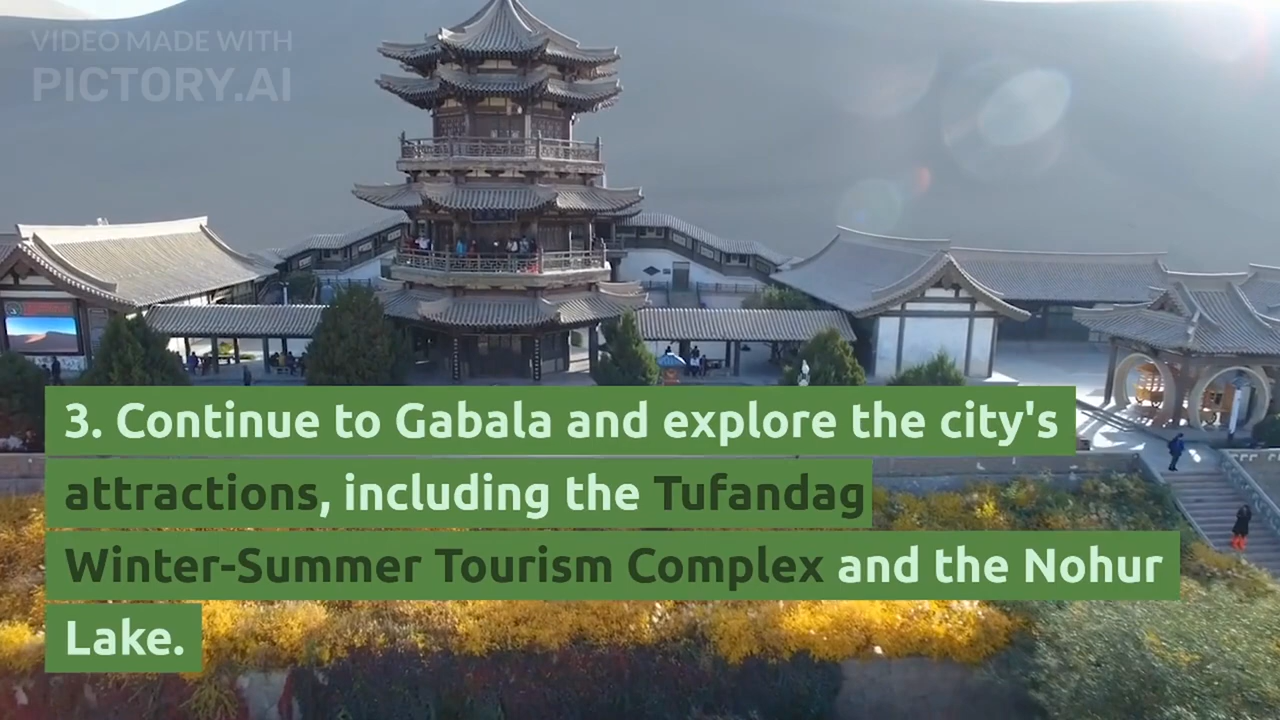 VIDEO MADE WITH
PICTORY.AI
3. Continue to Gabala and explore the city's
attractions, including the Tufandag
Winter-Summer Tourism Complex and the Nohur
Lake.